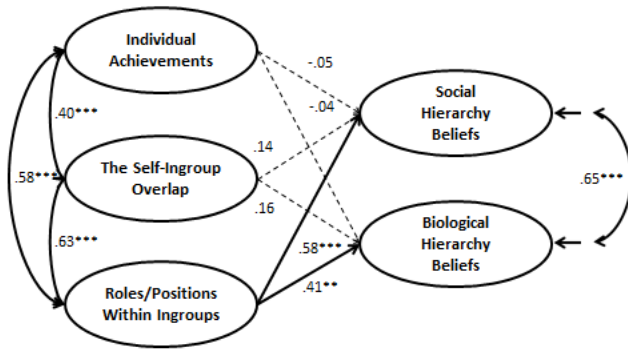 Individual
Achievements
-.05
Social
Hierarchy
Beliefs
-.04
.40***
.14
The Self-Ingroup
Overlap
.58***
.65***
.16
Biological
Hierarchy
Beliefs
.63***
.58***
.41**
Roles/Positions
Within Ingroups